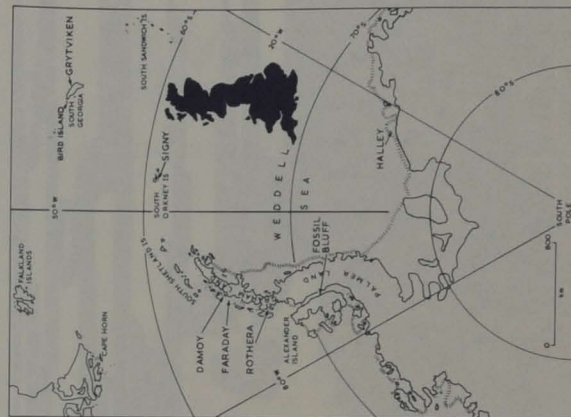 FALKLAND
ISLANDS
CAPE HORN
BIRD ISLAND
SOUTH
GEORGIA
GRYTVIKEN
SOUTH SANDWICH IS
50°W
60°S
70°W
70°S
80°S
SOUTH
ORKNEY IS
SIGNY
SOUTH SHETLAND IS
WEDDELL
SEA
DAMOY
FARADAY
ROTHERA
ALEXANDER
ISLAND
FOSSIL
BLUFF
PALMER
LAND
HALLEY
80°W
SOUTH
POLE
0
800
km